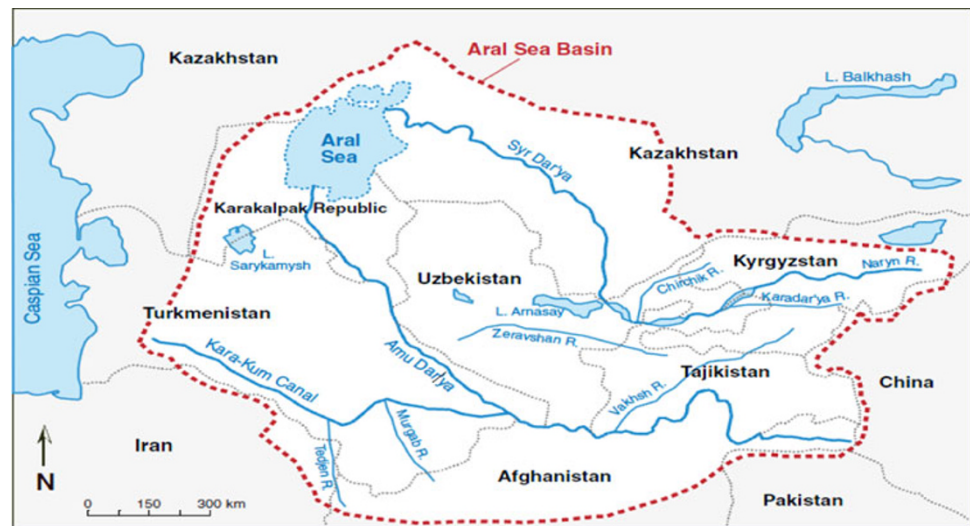 Aral Sea Basin
Kazakhstan
L. Balkhash
Aral
Sea
Syr Dar'ya
Kazakhstan
Karakalpak Republic
L.
Sarykamysh
Caspian Sea
Uzbekistan
Chirchik R.
Kyrgyzstan
Naryn R.
Karadar'ya R.
L. Arnasay
Zeravshan R.
Turkmenistan
Kara-Kum Canal
Amu Dar'ya
Vakhsh R.
Tajikistan
China
Tedjen R.
Murgab R.
Iran
Afghanistan
Pakistan
N
0 150 300 km